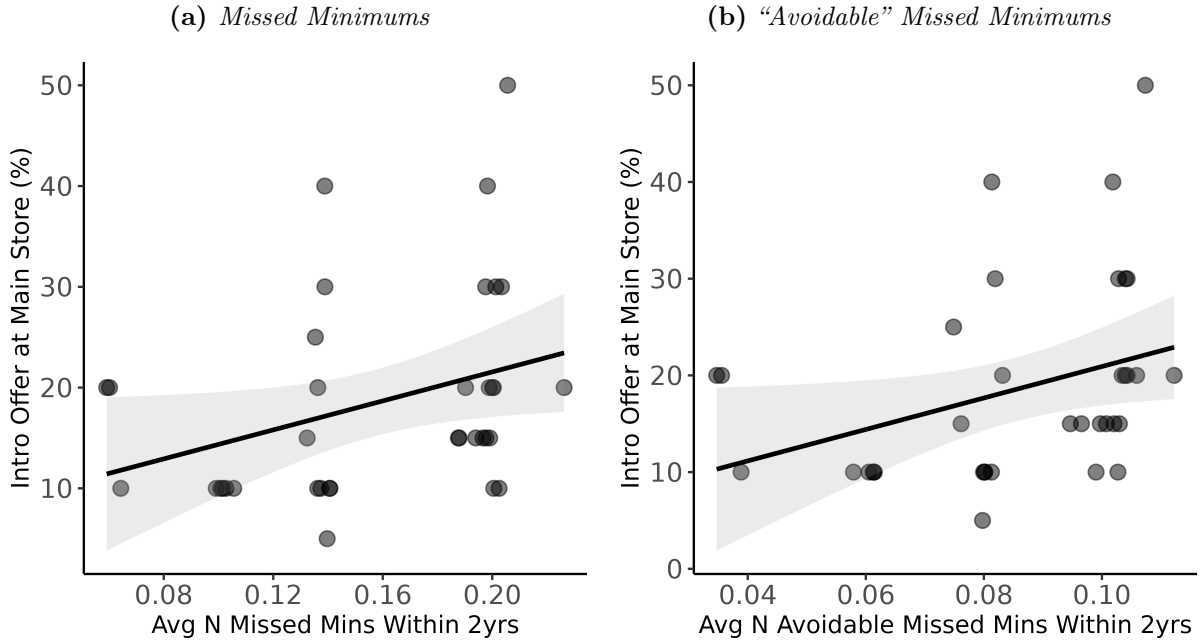 (a) Missed Minimums
Intro Offer at Main Store (%)
50
40
30
20
10
0.08 0.12 0.16 0.20
Avg N Missed Mins Within 2yrs
(b) “Avoidable” Missed Minimums
Intro Offer at Main Store (%)
50
40
30
20
10
0
0.04 0.06 0.08 0.10
Avg N Avoidable Missed Mins Within 2yrs